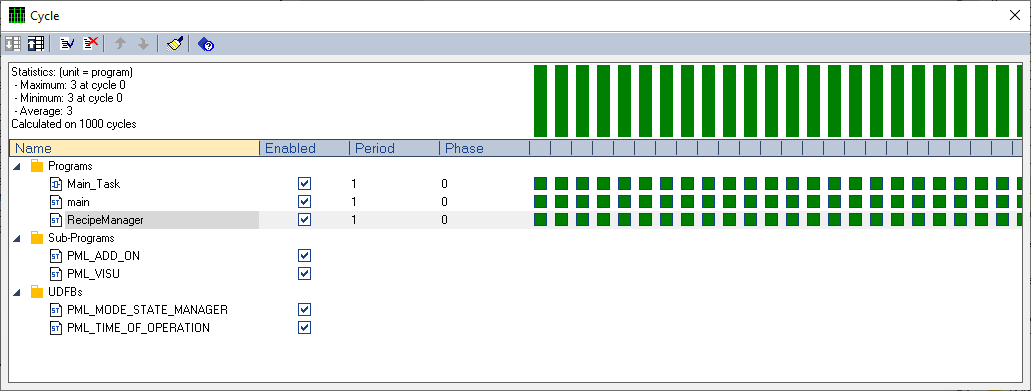 Cycle
Statistics: (unit = program)
- Maximum: 3 at cycle 0
- Minimum: 3 at cycle 0
- Average: 3
Calculated on 1000 cycles
Name Enabled Period Phase
Programs
Main_Task 1 0
main 1 0
RecipeManager 1 0
Sub-Programs
PML_ADD_ON
PML_VISU
UDFBs
PML_MODE_STATE_MANAGER
PML_TIME_OF_OPERATION